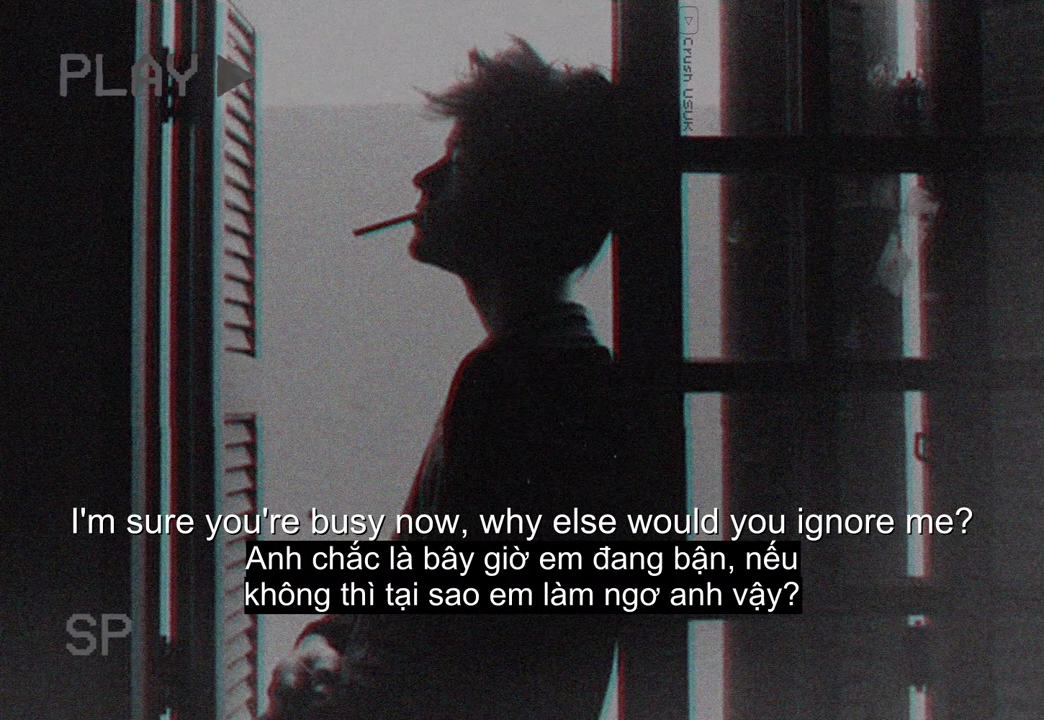 PLAY
Crush USUK
I'm sure you're busy now, why else would you ignore me?
Anh chắc là bây giờ em đang bận, nếu
không thì tại sao em làm ngơ anh vậy?
SP